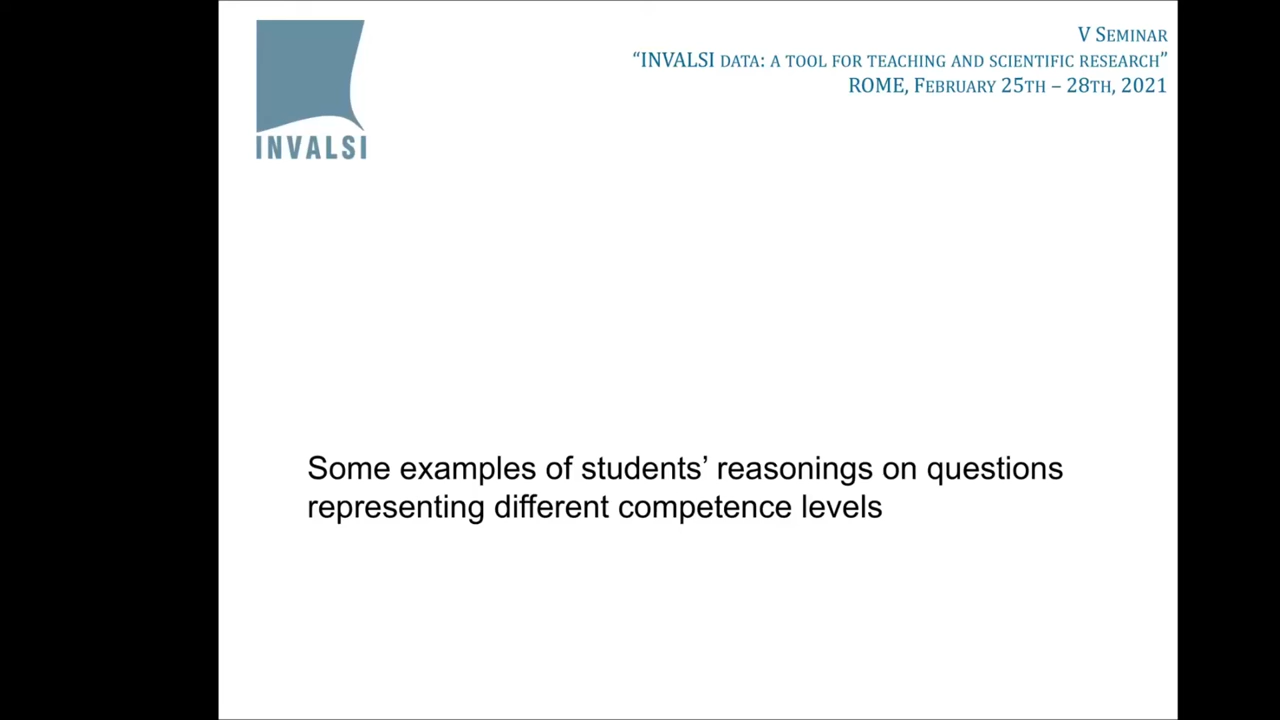 V Seminar
“INVALSI data: a tool for teaching and scientific research”
ROME, February 25th – 28th, 2021
INVALSI
Some examples of students’ reasonings on questions
representing different competence levels